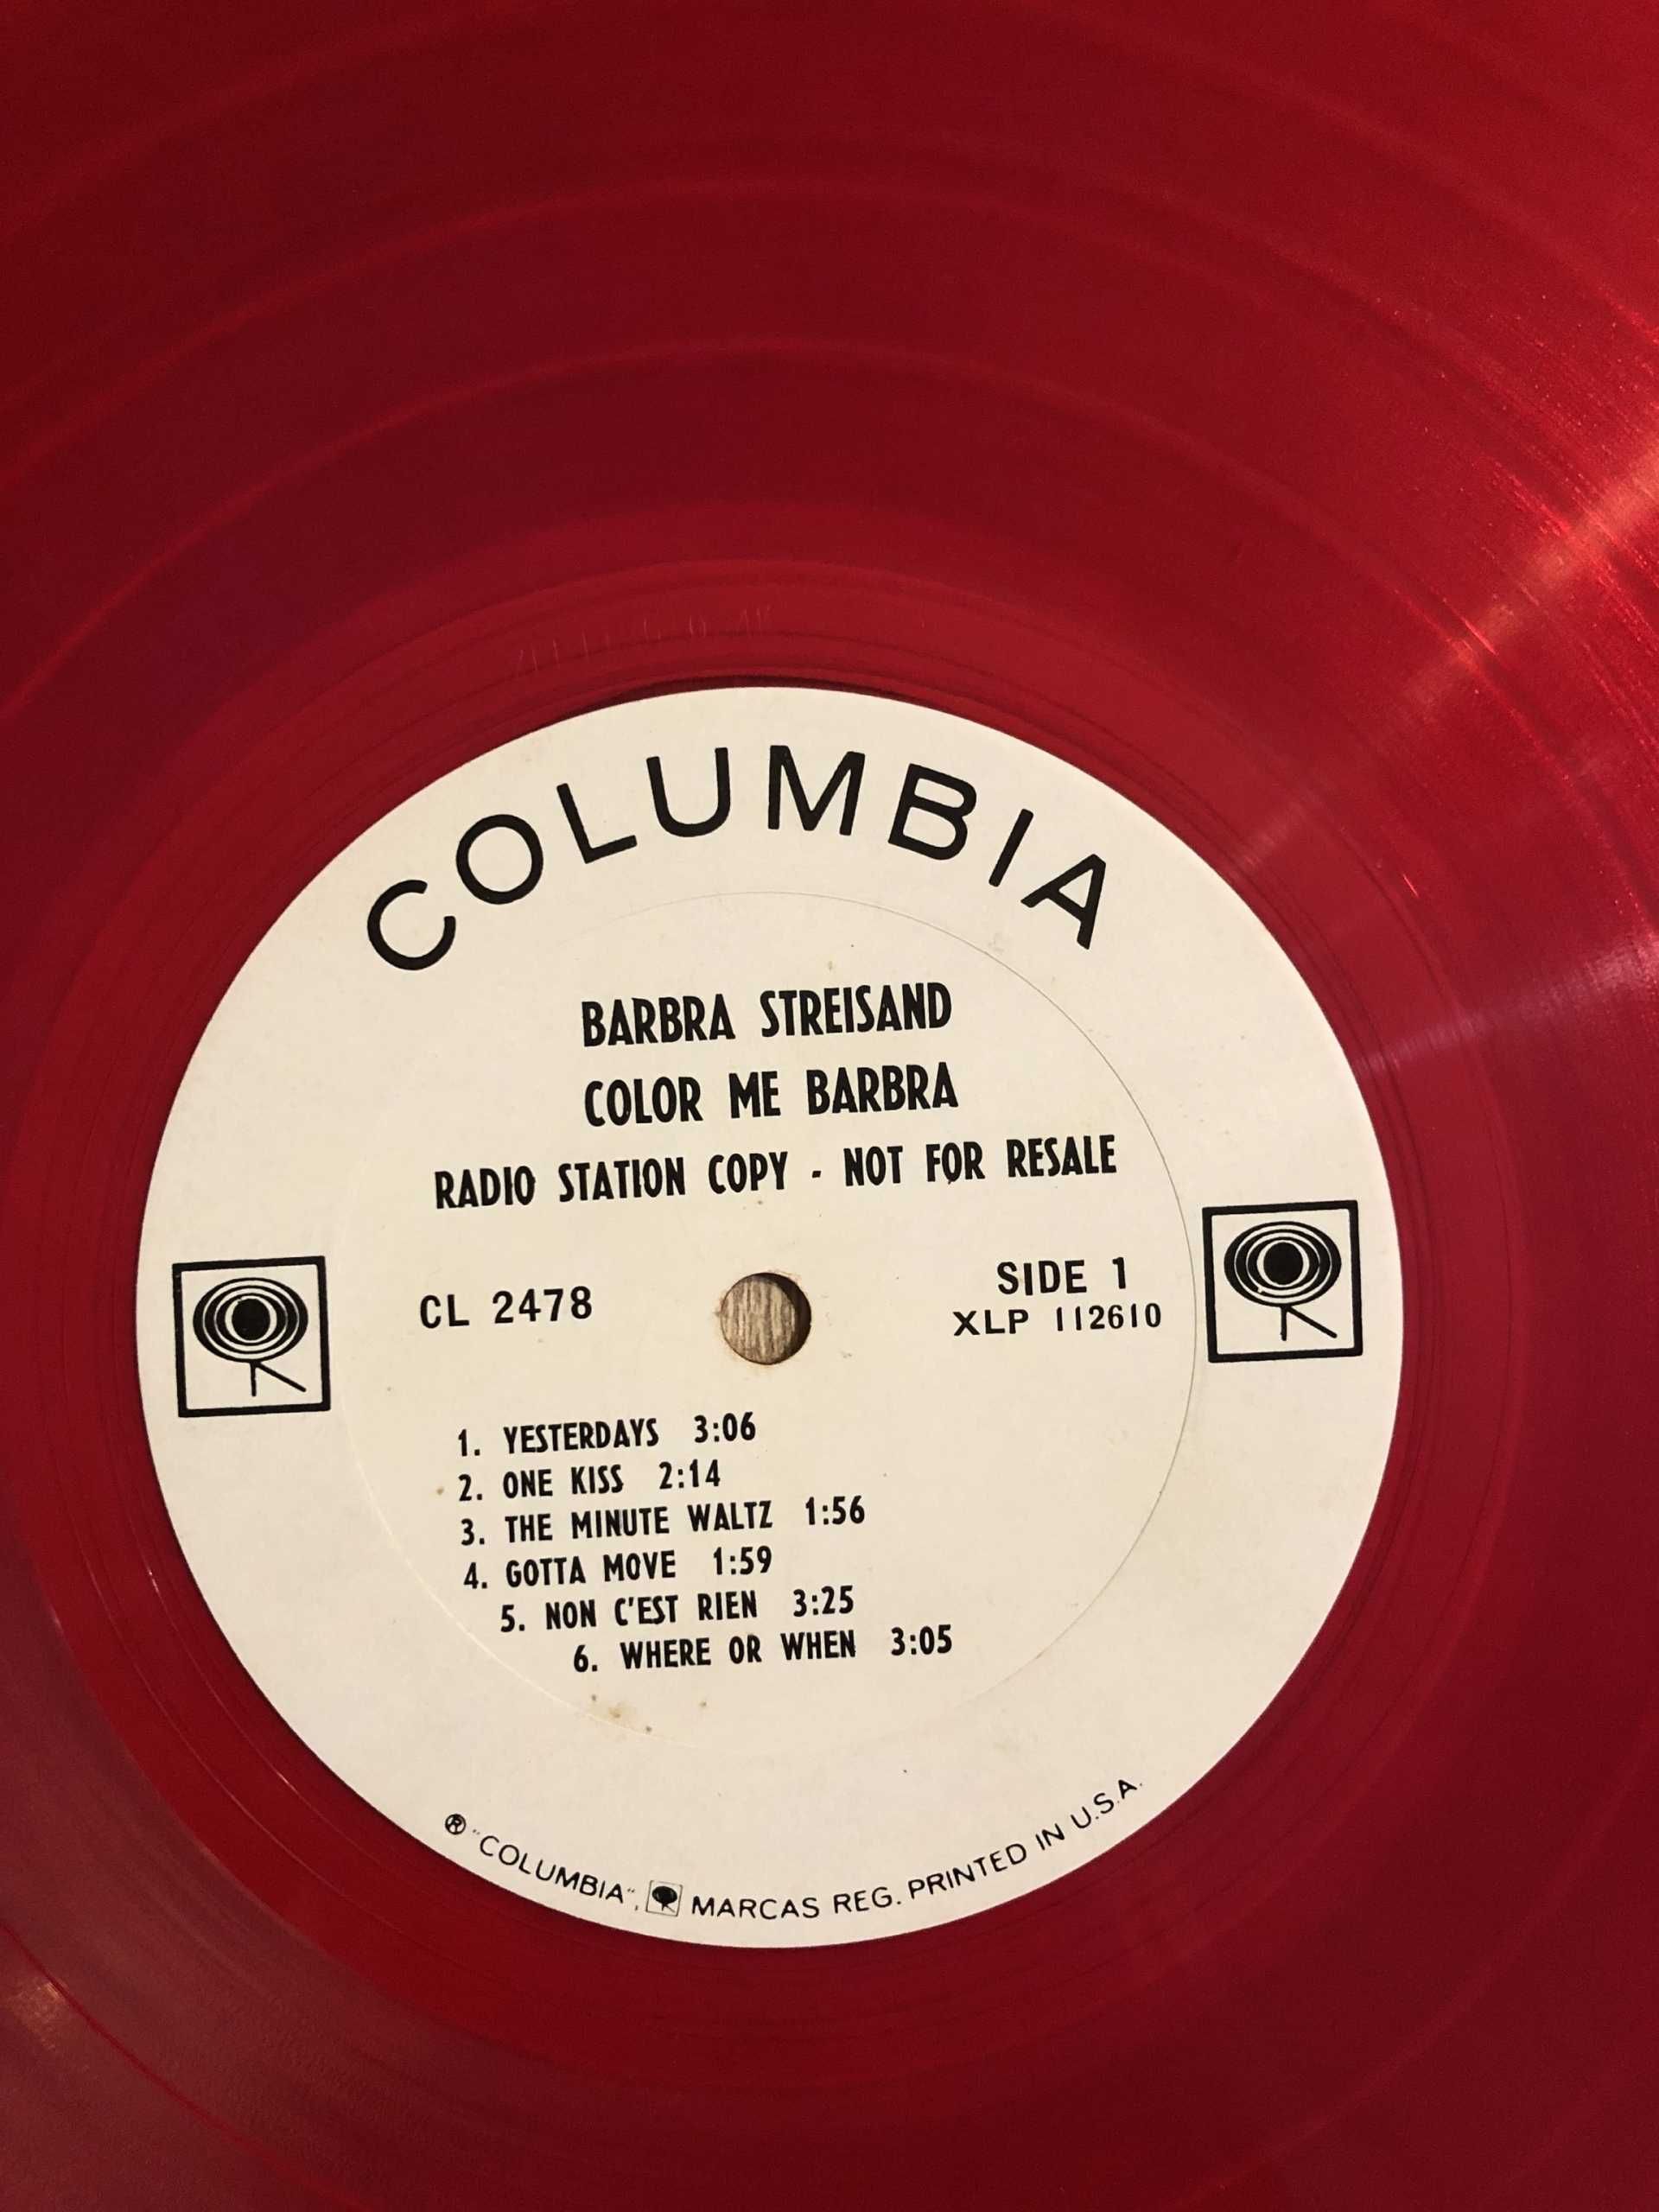 COLUMBIA
BARBRA STREISAND
COLOR ME BARBRA
RADIO STATION COPY - NOT FOR RESALE
CL 2478
SIDE 1
XLP 112610
1. YESTERDAYS 3:06
2. ONE KISS 2:14
3. THE MINUTE WALTZ 1:56
4. GOTTA MOVE 1:59
5. NON C'EST RIEN 3:25
6. WHERE OR WHEN 3:05
® "COLUMBIA", MARCAS REG. PRINTED IN U.S.A.